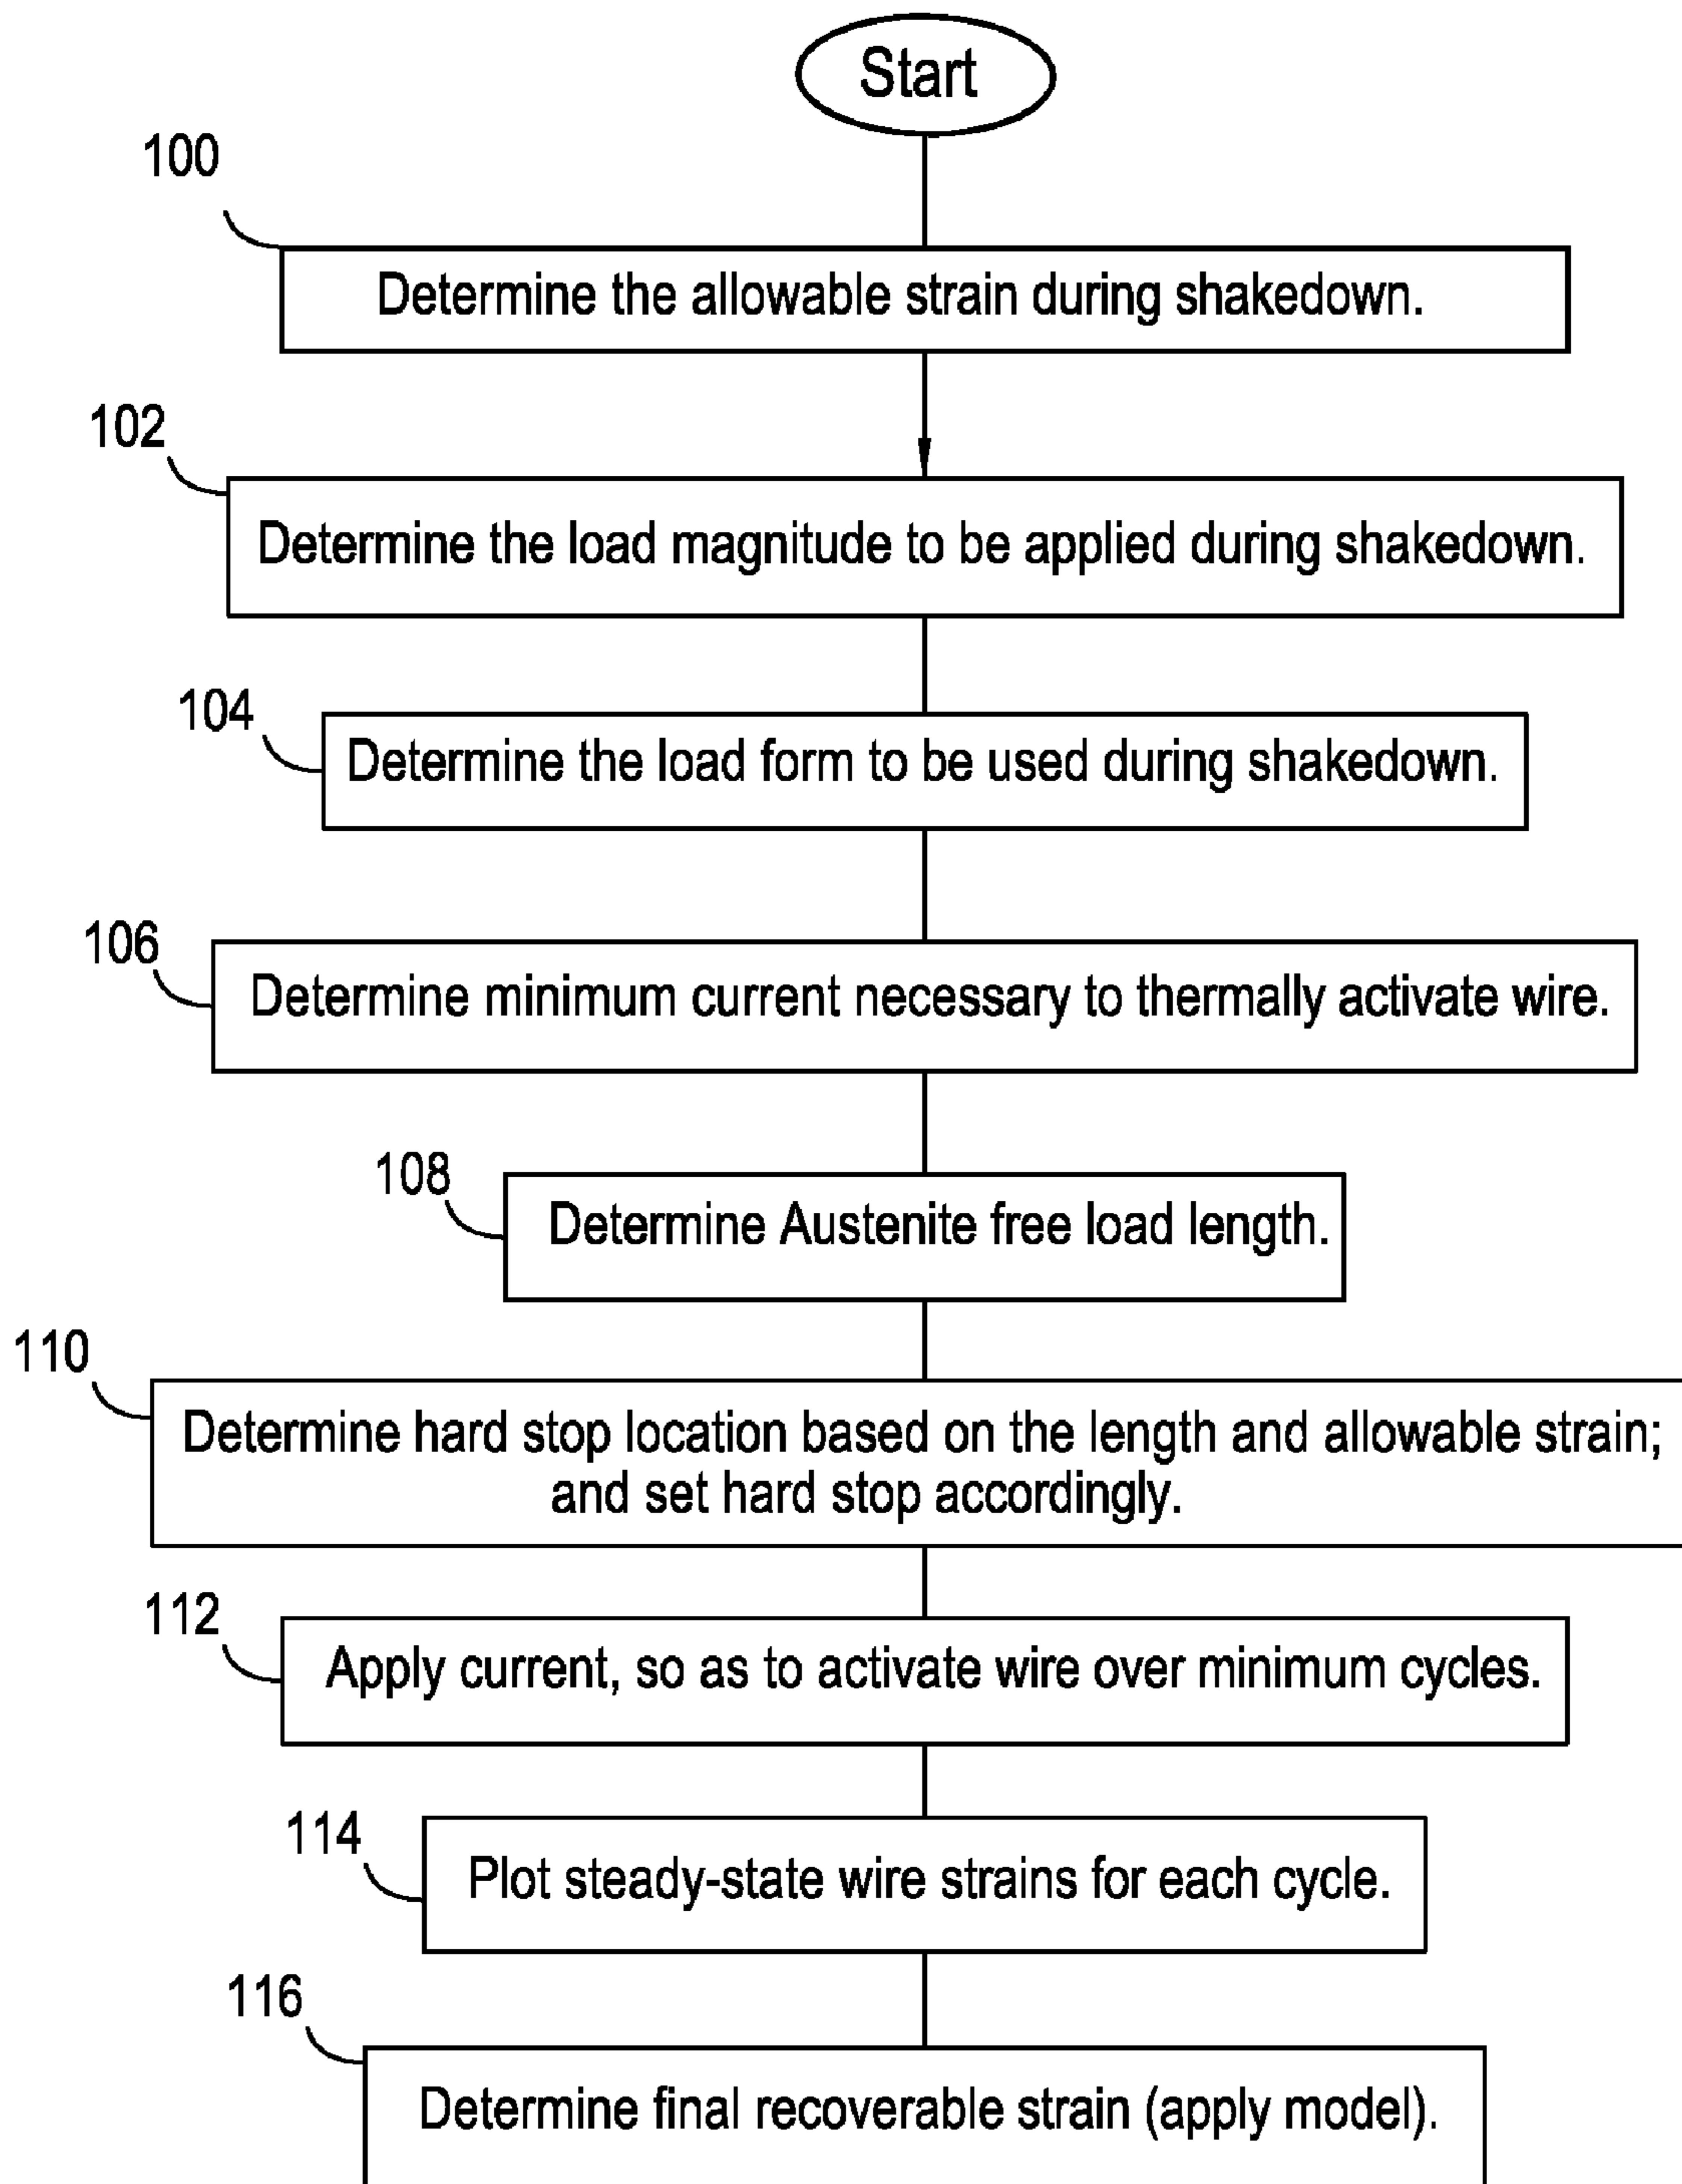 Start
100
Determine the allowable strain during shakedown.
102
Determine the load magnitude to be applied during shakedown.
104
Determine the load form to be used during shakedown.
106
Determine minimum current necessary to thermally activate wire.
108
Determine Austenite free load length.
110
Determine hard stop location based on the length and allowable strain;
and set hard stop accordingly.
112
Apply current, so as to activate wire over minimum cycles.
114
Plot steady-state wire strains for each cycle.
116
Determine final recoverable strain (apply model).